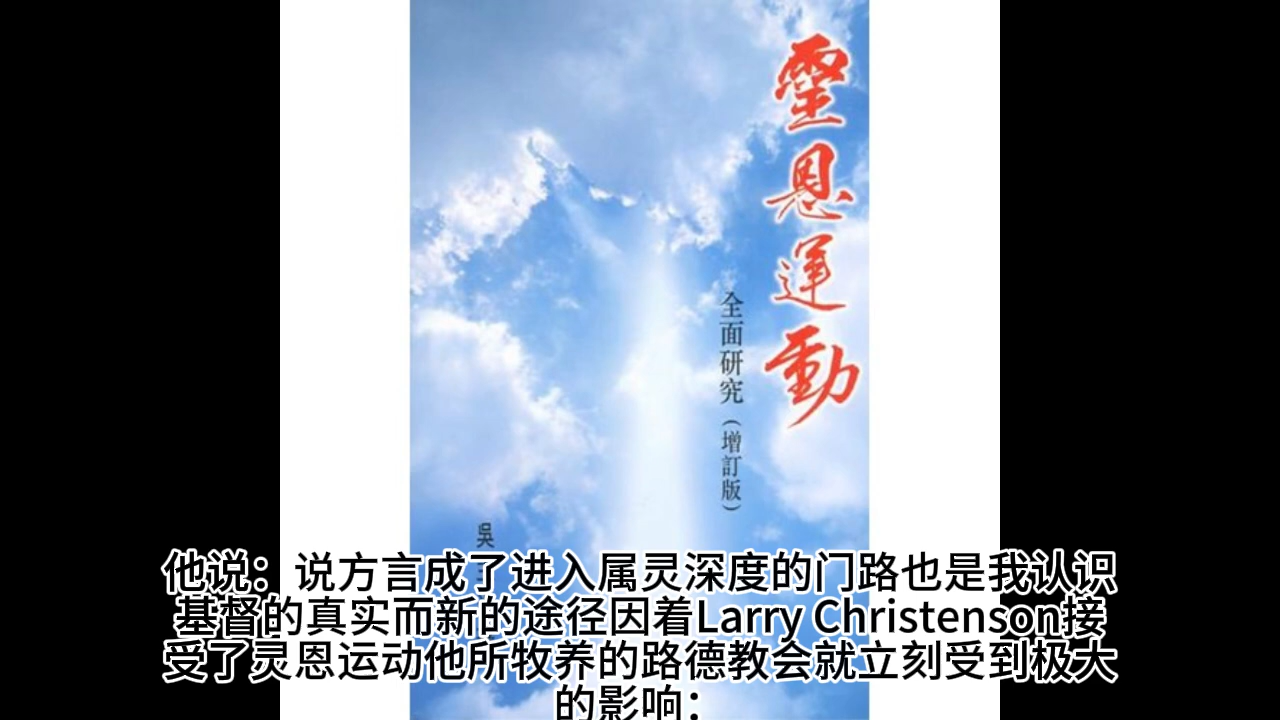 靈恩運動
全面研究（增訂版）
吳
他说：说方言成了进入属灵深度的门路也是我认识
基督的真实而新的途径因着Larry Christenson接
受了灵恩运动他所牧养的路德教会就立刻受到极大
的影响：